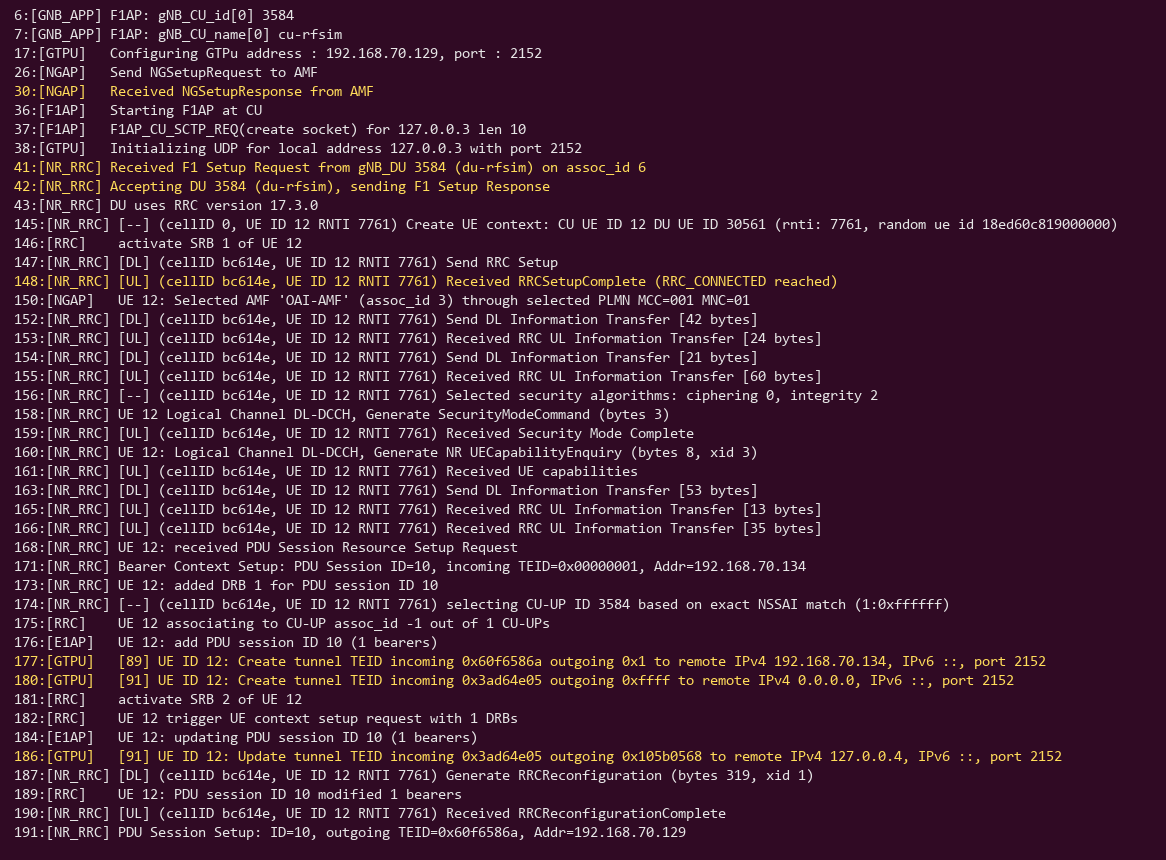 6:[GNB_APP] F1AP: gNB_CU_id[0] 3584
7:[GNB_APP] F1AP: gNB_CU_name[0] cu-rfsim
17:[GTPU]   Configuring GTPu address : 192.168.70.129, port : 2152
26:[NGAP]   Send NGSetupRequest to AMF
30:[NGAP]   Received NGSetupResponse from AMF
36:[F1AP]   Starting F1AP at CU
37:[F1AP]   F1AP_CU_SCTP_REQ(create socket) for 127.0.0.3 len 10
38:[GTPU]   Initializing UDP for local address 127.0.0.3 with port 2152
41:[NR_RRC] Received F1 Setup Request from gNB_DU 3584 (du-rfsim) on assoc_id 6
42:[NR_RRC] Accepting DU 3584 (du-rfsim), sending F1 Setup Response
43:[NR_RRC] DU uses RRC version 17.3.0
145:[NR_RRC] [--] (cellID 0, UE ID 12 RNTI 7761) Create UE context: CU UE ID 12 DU UE ID 30561 (rnti: 7761, random ue id 18ed60c819000000)
146:[RRC]    activate SRB 1 of UE 12
147:[NR_RRC] [DL] (cellID bc614e, UE ID 12 RNTI 7761) Send RRC Setup
148:[NR_RRC] [UL] (cellID bc614e, UE ID 12 RNTI 7761) Received RRCSetupComplete (RRC_CONNECTED reached)
150:[NGAP]   UE 12: Selected AMF 'OAI-AMF' (assoc_id 3) through selected PLMN MCC=001 MNC=01
152:[NR_RRC] [DL] (cellID bc614e, UE ID 12 RNTI 7761) Send DL Information Transfer [42 bytes]
153:[NR_RRC] [UL] (cellID bc614e, UE ID 12 RNTI 7761) Received RRC UL Information Transfer [24 bytes]
154:[NR_RRC] [DL] (cellID bc614e, UE ID 12 RNTI 7761) Send DL Information Transfer [21 bytes]
155:[NR_RRC] [UL] (cellID bc614e, UE ID 12 RNTI 7761) Received RRC UL Information Transfer [60 bytes]
156:[NR_RRC] [--] (cellID bc614e, UE ID 12 RNTI 7761) Selected security algorithms: ciphering 0, integrity 2
158:[NR_RRC] UE 12 Logical Channel DL-DCCH, Generate SecurityModeCommand (bytes 3)
159:[NR_RRC] [UL] (cellID bc614e, UE ID 12 RNTI 7761) Received Security Mode Complete
160:[NR_RRC] UE 12: Logical Channel DL-DCCH, Generate NR UECapabilityEnquiry (bytes 8, xid 3)
161:[NR_RRC] [UL] (cellID bc614e, UE ID 12 RNTI 7761) Received UE capabilities
163:[NR_RRC] [DL] (cellID bc614e, UE ID 12 RNTI 7761) Send DL Information Transfer [53 bytes]
165:[NR_RRC] [UL] (cellID bc614e, UE ID 12 RNTI 7761) Received RRC UL Information Transfer [13 bytes]
166:[NR_RRC] [UL] (cellID bc614e, UE ID 12 RNTI 7761) Received RRC UL Information Transfer [35 bytes]
168:[NR_RRC] UE 12: received PDU Session Resource Setup Request
171:[NR_RRC] Bearer Context Setup: PDU Session ID=10, incoming TEID=0x00000001, Addr=192.168.70.134
173:[NR_RRC] UE 12: added DRB 1 for PDU session ID 10
174:[NR_RRC] [--] (cellID bc614e, UE ID 12 RNTI 7761) selecting CU-UP ID 3584 based on exact NSSAI match (1:0xffffff)
175:[RRC]    UE 12 associating to CU-UP assoc_id -1 out of 1 CU-UPs
176:[E1AP]   UE 12: add PDU session ID 10 (1 bearers)
177:[GTPU]   [89] UE ID 12: Create tunnel TEID incoming 0x60f6586a outgoing 0x1 to remote IPv4 192.168.70.134, IPv6 ::, port 2152
180:[GTPU]   [91] UE ID 12: Create tunnel TEID incoming 0x3ad64e05 outgoing 0xffff to remote IPv4 0.0.0.0, IPv6 ::, port 2152
181:[RRC]    activate SRB 2 of UE 12
182:[RRC]    UE 12 trigger UE context setup request with 1 DRBs
184:[E1AP]   UE 12: updating PDU session ID 10 (1 bearers)
186:[GTPU]   [91] UE ID 12: Update tunnel TEID incoming 0x3ad64e05 outgoing 0x105b0568 to remote IPv4 127.0.0.4, IPv6 ::, port 2152
187:[NR_RRC] [DL] (cellID bc614e, UE ID 12 RNTI 7761) Generate RRCReconfiguration (bytes 319, xid 1)
189:[RRC]    UE 12: PDU session ID 10 modified 1 bearers
190:[NR_RRC] [UL] (cellID bc614e, UE ID 12 RNTI 7761) Received RRCReconfigurationComplete
191:[NR_RRC] PDU Session Setup: ID=10, outgoing TEID=0x60f6586a, Addr=192.168.70.129